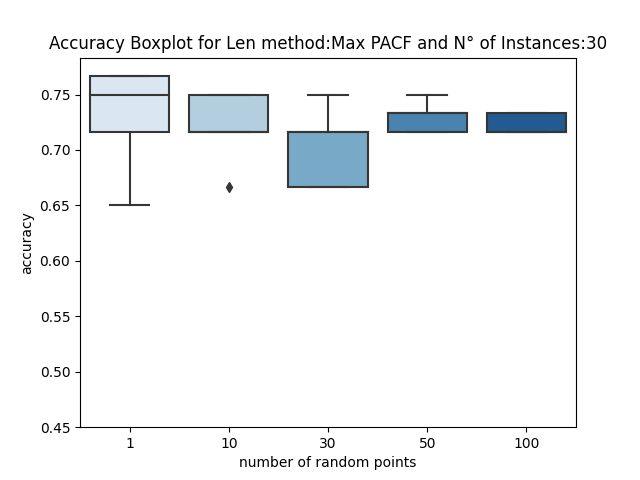 Accuracy Boxplot for Len method:Max PACF and N° of Instances:30
0.75
0.70
0.65
0.60
0.55
0.50
0.45
accuracy
1 10 30 50 100
number of random points